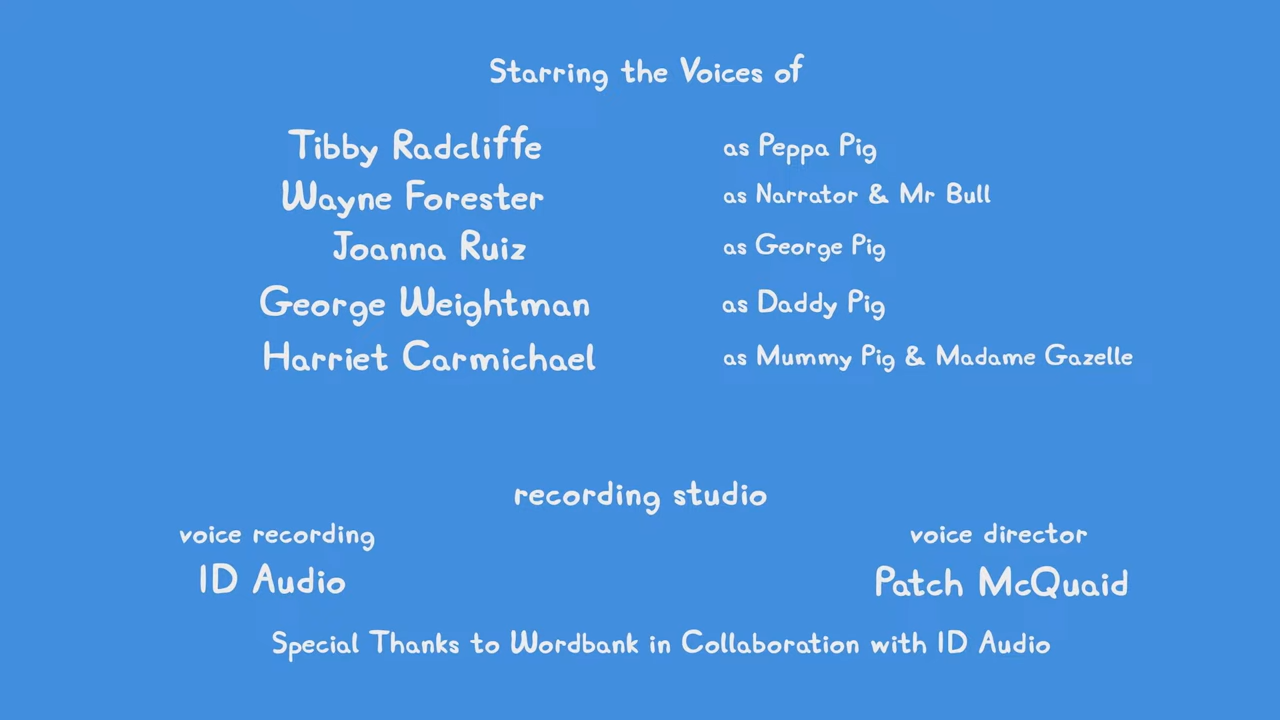 Starring the Voices of
Tibby Radcliffe as Peppa Pig
Wayne Forester as Narrator & Mr Bull
Joanna Ruiz as George Pig
George Weightman as Daddy Pig
Harriet Carmichael as Mummy Pig & Madame Gazelle
recording studio
voice recording voice director
ID Audio Patch McQuaid
Special Thanks to Wordbank in Collaboration with ID Audio